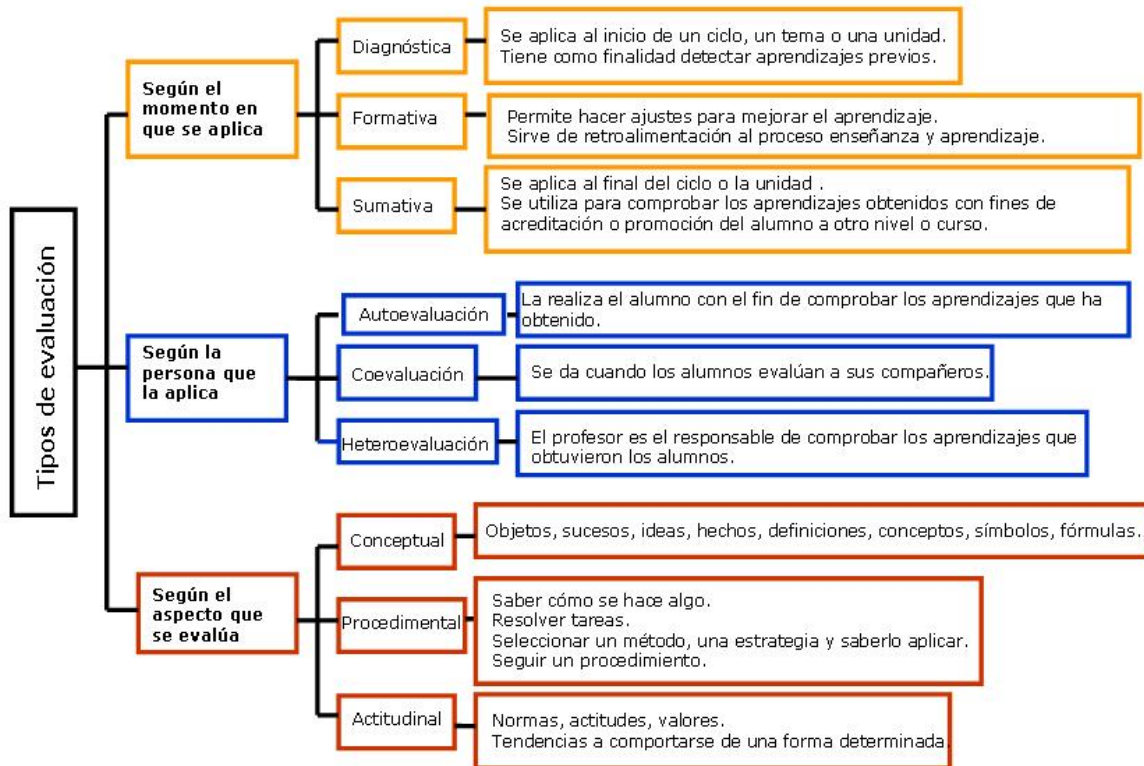 Tipos de evaluación
Según el
momento en
que se aplica
Diagnóstica
Se aplica al inicio de un ciclo, un tema o una unidad.
Tiene como finalidad detectar aprendizajes previos.
Formativa
Permite hacer ajustes para mejorar el aprendizaje.
Sirve de retroalimentación al proceso enseñanza y aprendizaje.
Sumativa
Se aplica al final del ciclo o la unidad .
Se utiliza para comprobar los aprendizajes obtenidos con fines de
acreditación o promoción del alumno a otro nivel o curso.
Según la
persona que
la aplica
Autoevaluación
La realiza el alumno con el fin de comprobar los aprendizajes que ha
obtenido.
Coevaluación
Se da cuando los alumnos evalúan a sus compañeros.
Heteroevaluación
El profesor es el responsable de comprobar los aprendizajes que
obtuvieron los alumnos.
Según el
aspecto que
se evalúa
Conceptual
Objetos, sucesos, ideas, hechos, definiciones, conceptos, símbolos, fórmulas.
Procedimental
Saber cómo se hace algo.
Resolver tareas.
Seleccionar un método, una estrategia y saberlo aplicar.
Seguir un procedimiento.
Actitudinal
Normas, actitudes, valores.
Tendencias a comportarse de una forma determinada.